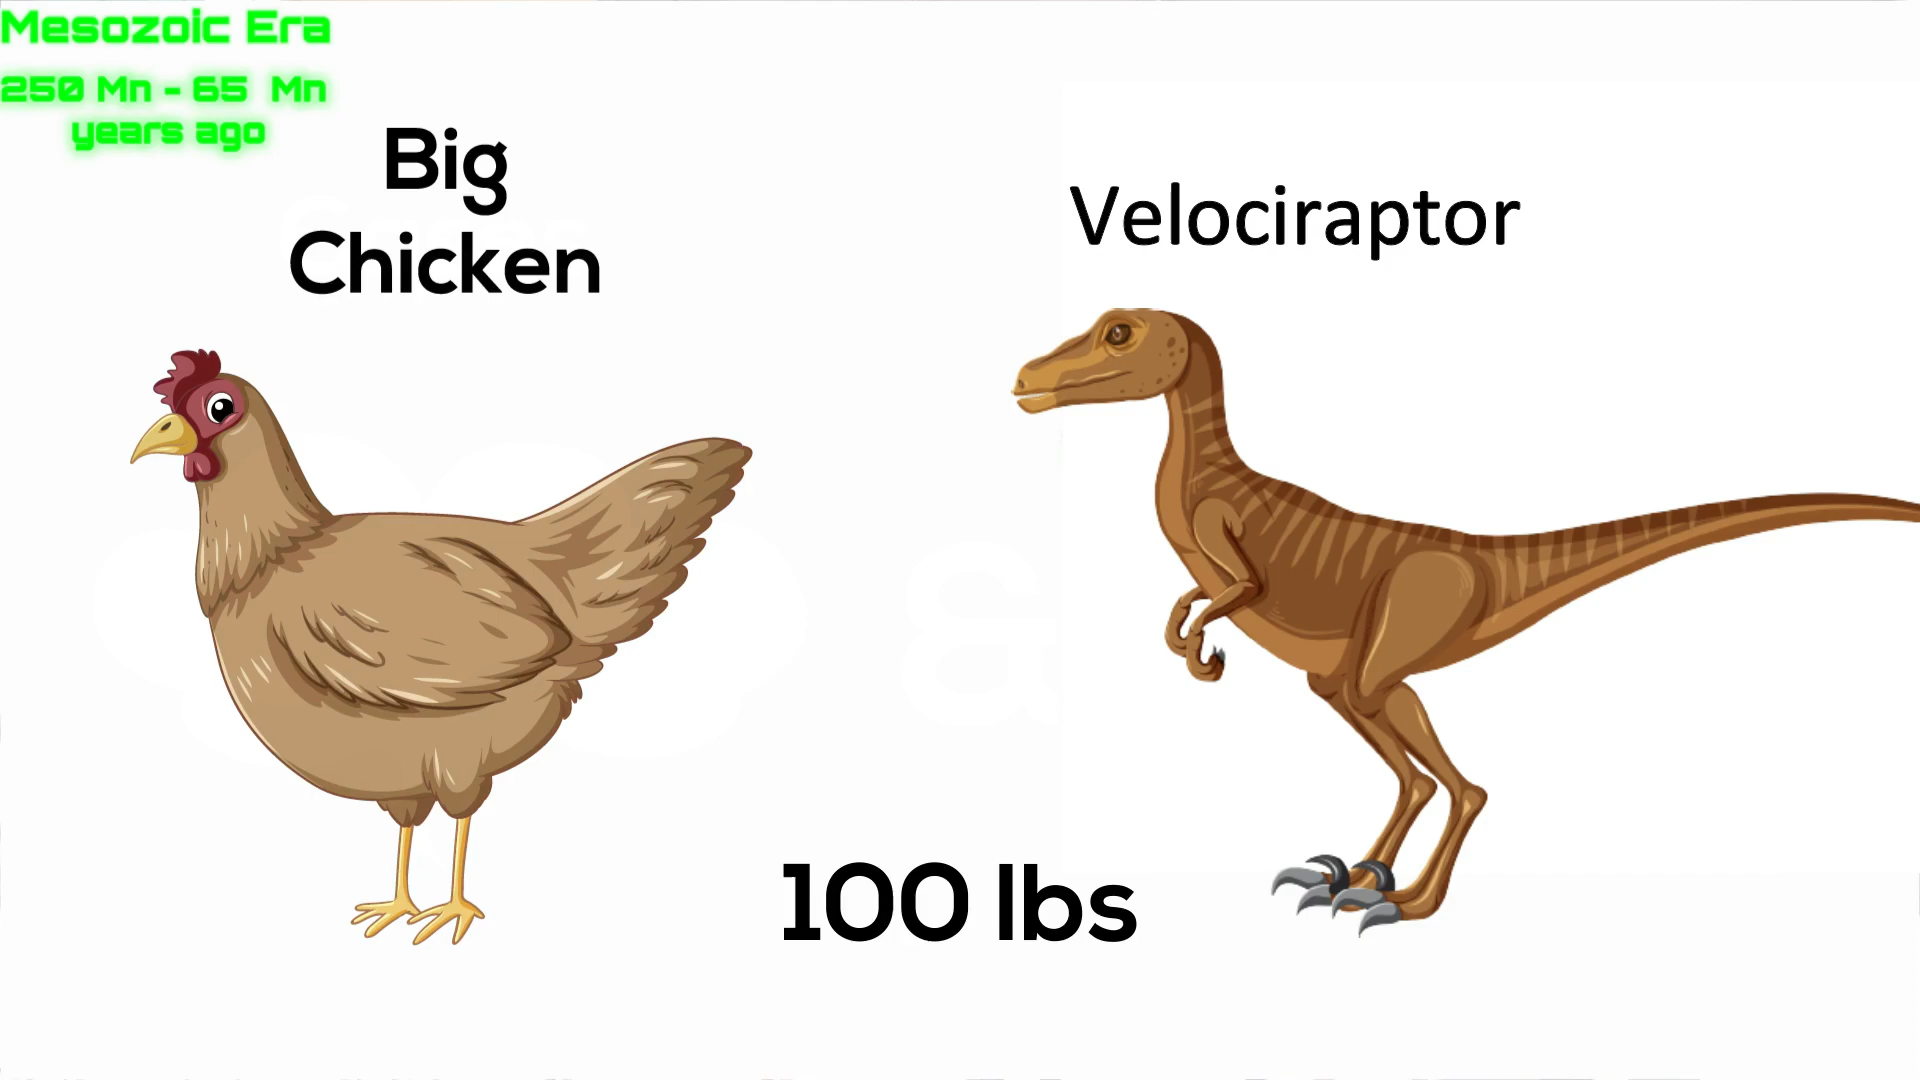 Mesozoic Era
250 Mn - 65 Mn
years ago
Big
Chicken
Velociraptor
100 lbs